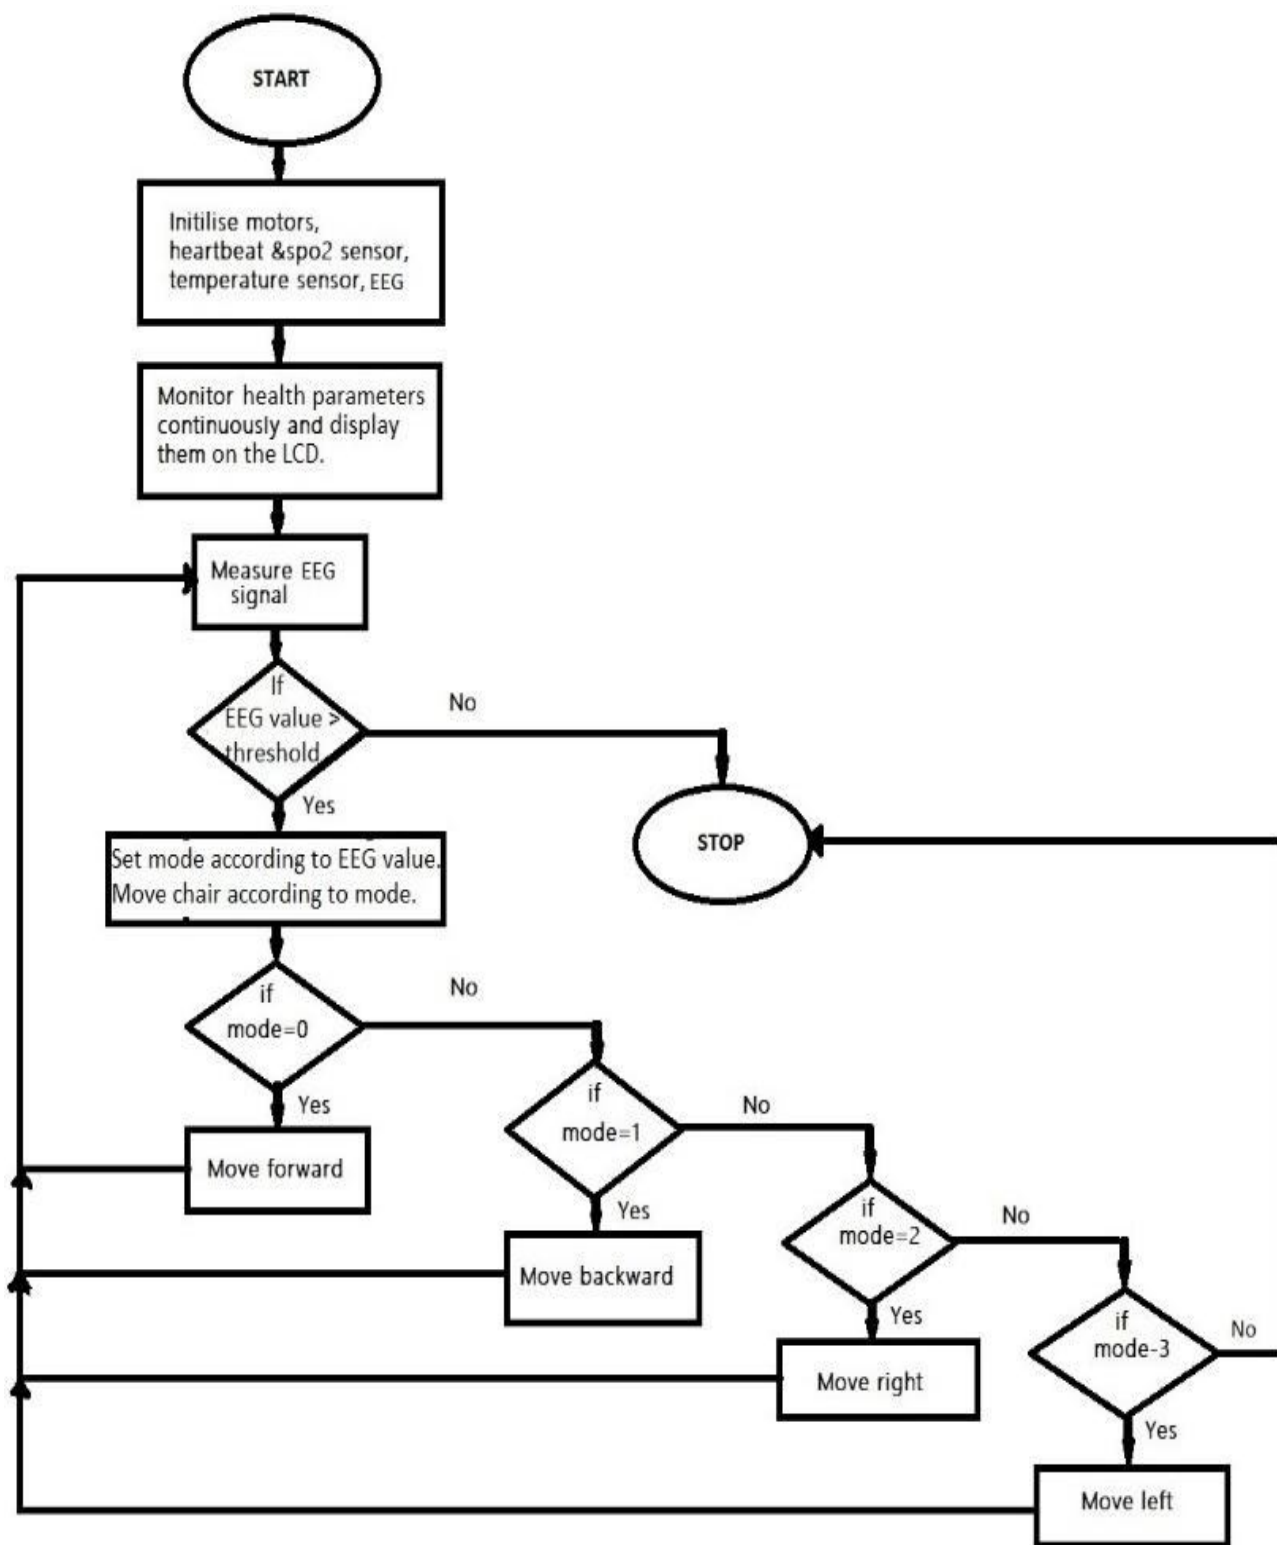 START
Initilise motors,
heartbeat &spo2 sensor,
temperature sensor, EEG
Monitor health parameters
continuously and display
them on the LCD.
Measure EEG
signal
If
EEG value >
threshold
No
Yes
STOP
Set mode according to EEG value.
Move chair according to mode.
if
mode=0
No
Yes
Move forward
if
mode=1
No
Yes
Move backward
if
mode=2
No
Yes
Move right
if
mode-3
No
Yes
Move left